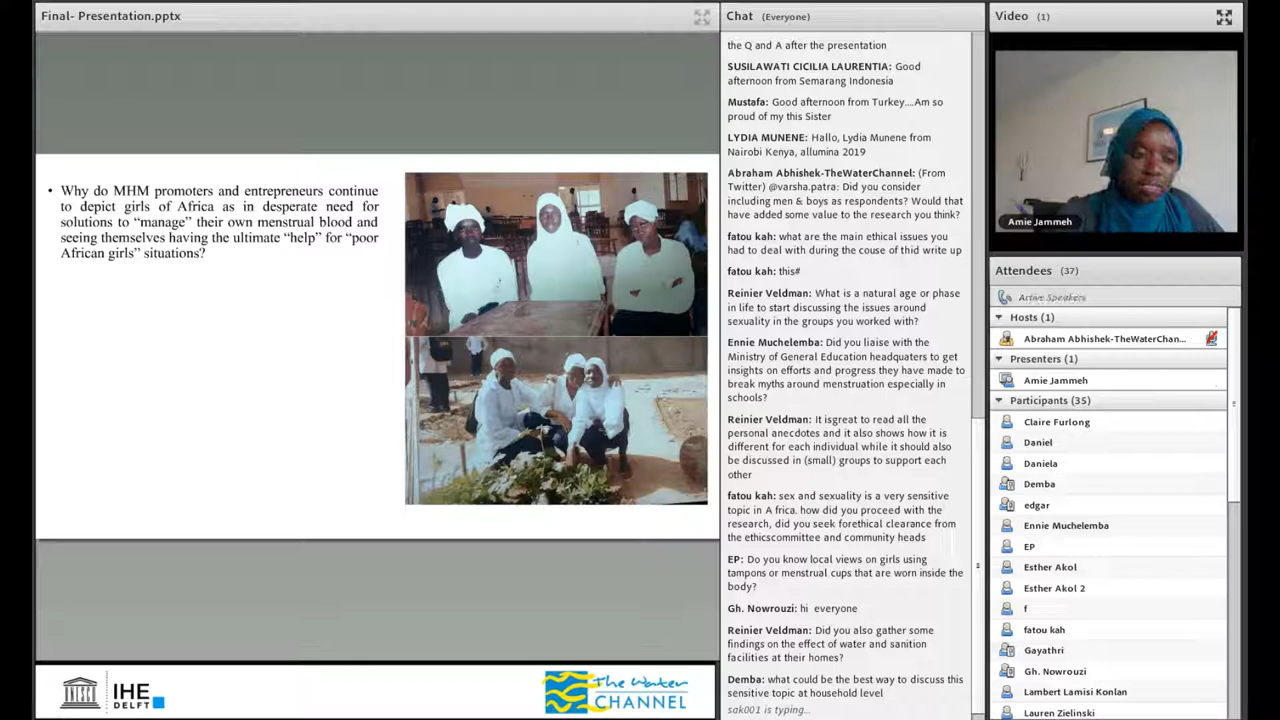 Final- Presentation.pptx
• Why do MHM promoters and entrepreneurs continue
to depict girls of Africa as in desperate need for
solutions to “manage” their own menstrual blood and
seeing themselves having the ultimate “help” for “poor
African girls” situations?
IHE
DELFT
The Water
CHANNEL
Chat (Everyone)
the Q and A after the presentation
SUSILAWATI CICILIA LAURENTIA: Good
afternoon from Semarang Indonesia
Mustafa: Good afternoon from Turkey....Am so
proud of my this Sister
LYDIA MUNENE: Hallo, Lydia Munene from
Nairobi Kenya, allumina 2019
Abraham Abhishek-TheWaterChannel: (From
Twitter) @varsha.patra: Did you consider
including men & boys as respondents? Would that
have added some value to the research you think?
fatou kah: what are the main ethical issues you
had to deal with during the couse of thid write up
fatou kah: this#
Reinier Veldman: What is a natural age or phase
in life to start discussing the issues around
sexuality in the groups you worked with?
Ennie Muchelemba: Did you liaise with the
Ministry of General Education headquaters to get
insights on efforts and progress they have made to
break myths around menstruation especially in
schools?
Reinier Veldman: It isgreat to read all the
personal anecdotes and it also shows how it is
different for each individual while it should also
be discussed in (small) groups to support each
other
fatou kah: sex and sexuality is a very sensitive
topic in A frica. how did you proceed with the
research, did you seek forethical clearance from
the ethicscommittee and community heads
EP: Do you know local views on girls using
tampons or menstrual cups that are worn inside the
body?
Gh. Nowrouzi: hi everyone
Reinier Veldman: Did you also gather some
findings on the effect of water and sanition
facilities at their homes?
Demba: what could be the best way to discuss this
sensitive topic at household level
sak001 is typing...
Video (1)
Amie Jammeh
Attendees (37)
Active Speakers
Hosts (1)
Abraham Abhishek-TheWaterChan...
Presenters (1)
Amie Jammeh
Participants (35)
Claire Furlong
Daniel
Daniela
Demba
edgar
Ennie Muchelemba
EP
Esther Akol
Esther Akol 2
f
fatou kah
Gayathri
Gh. Nowrouzi
Lambert Lamisi Konlan
Lauren Zielinski